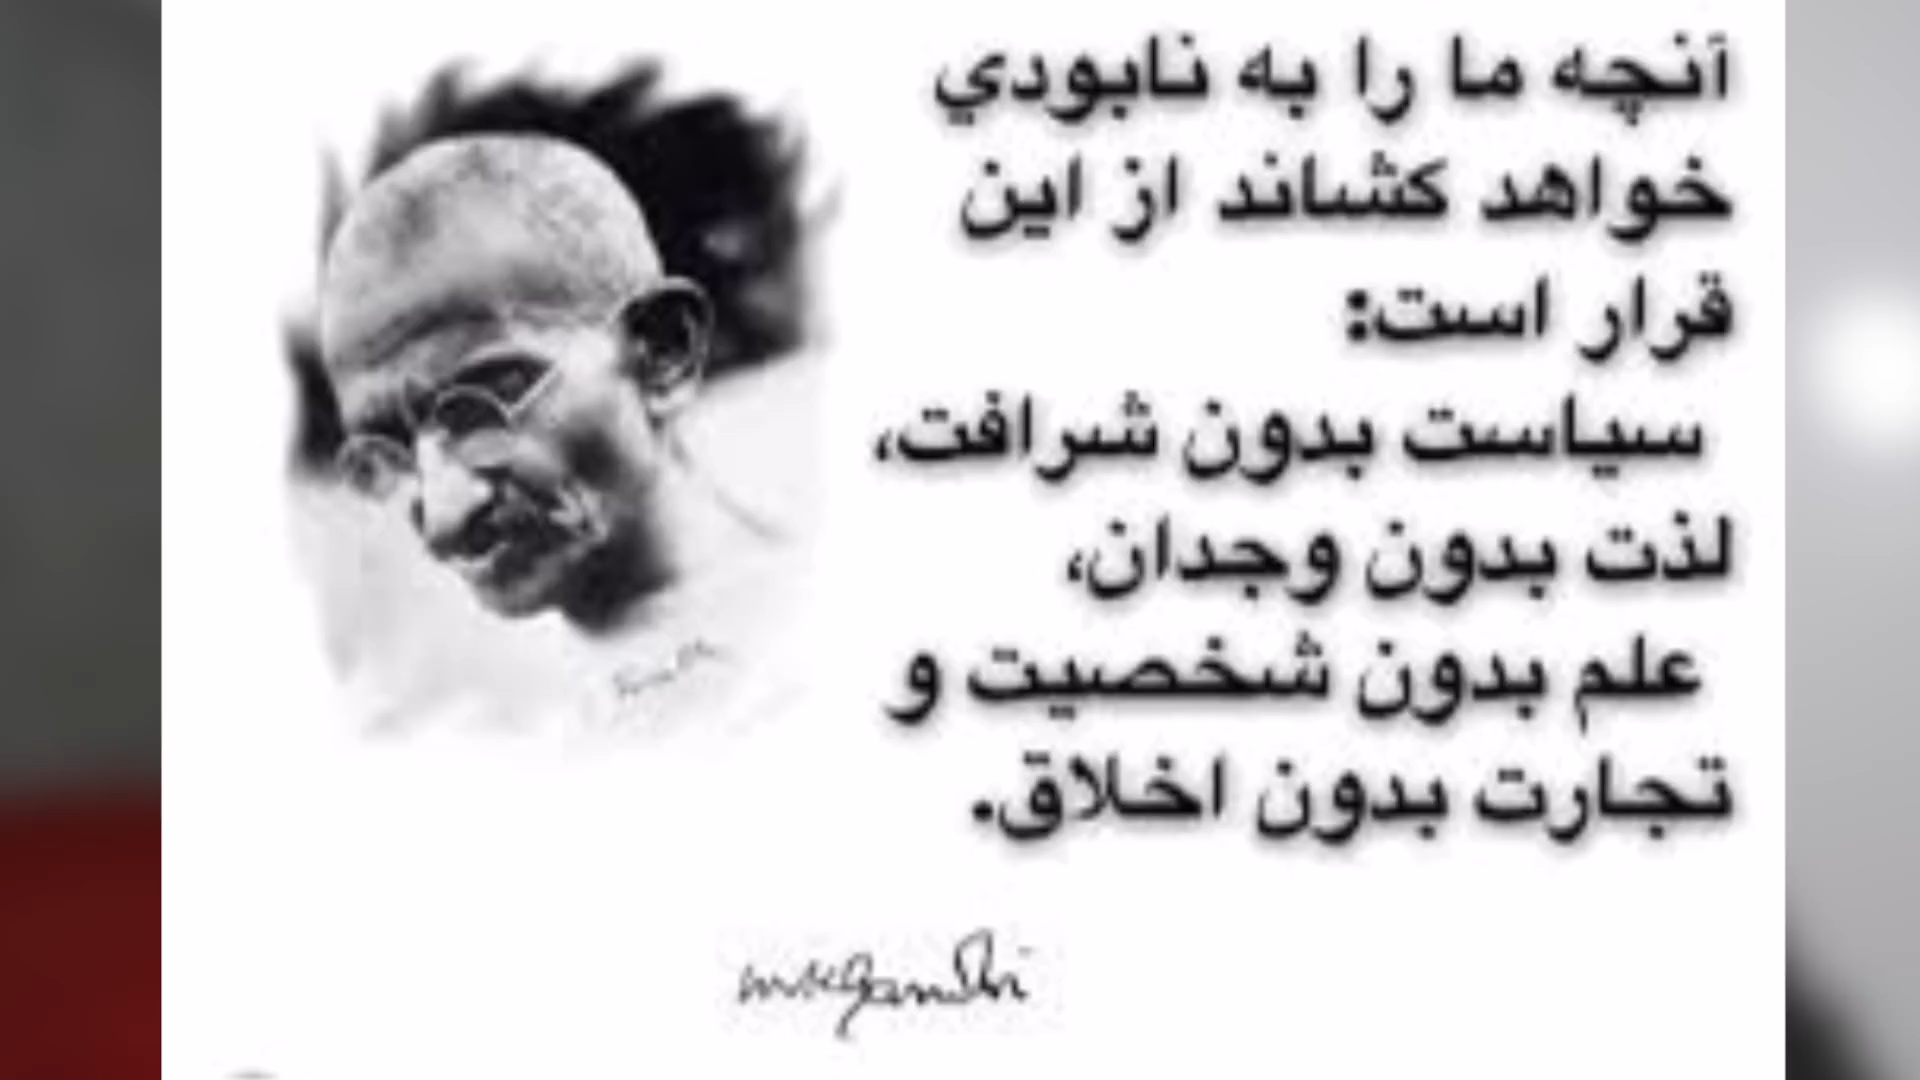 آنچه ما را به نابودي
خواهد کشاند از این
قرار است:
سیاست بدون شرافت،
لذت بدون وجدان،
علم بدون شخصیت و
تجارت بدون اخلاق.
mkgandhi